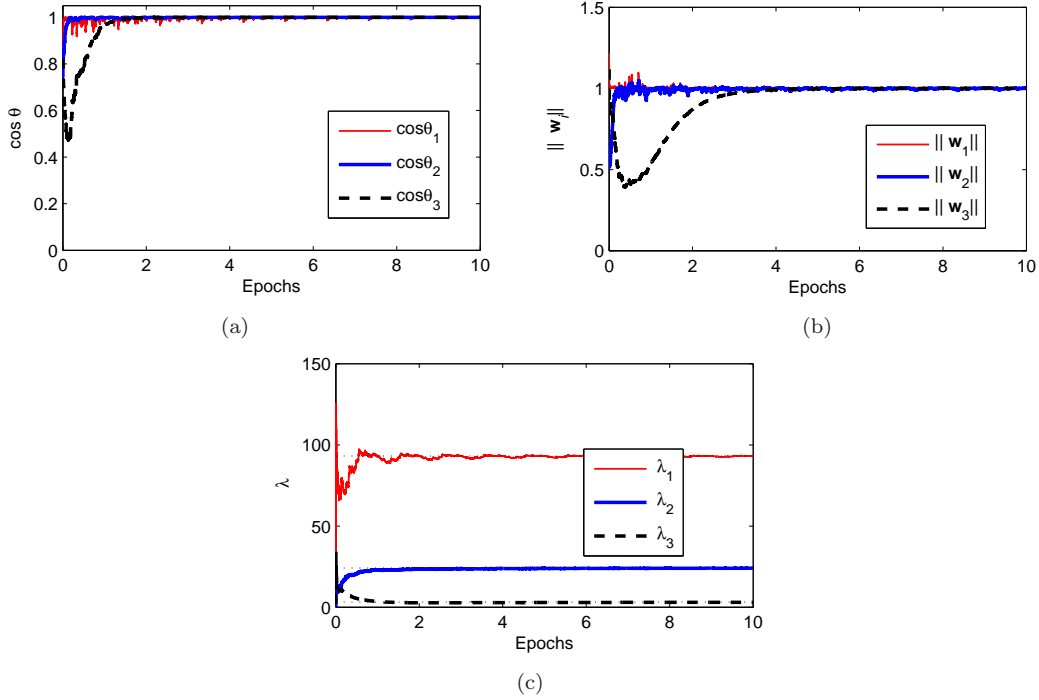 1
0.8
0.6
0.4
0.2
0
cos θ
cosθ1
cosθ2
cosθ3
0 2 4 6 8 10
Epochs
(a)
1.5
1
0.5
0
|| wi||
|| w1||
|| w2||
|| w3||
0 2 4 6 8 10
Epochs
(b)
150
100
50
0
λ
λ1
λ2
λ3
0 2 4 6 8 10
Epochs
(c)